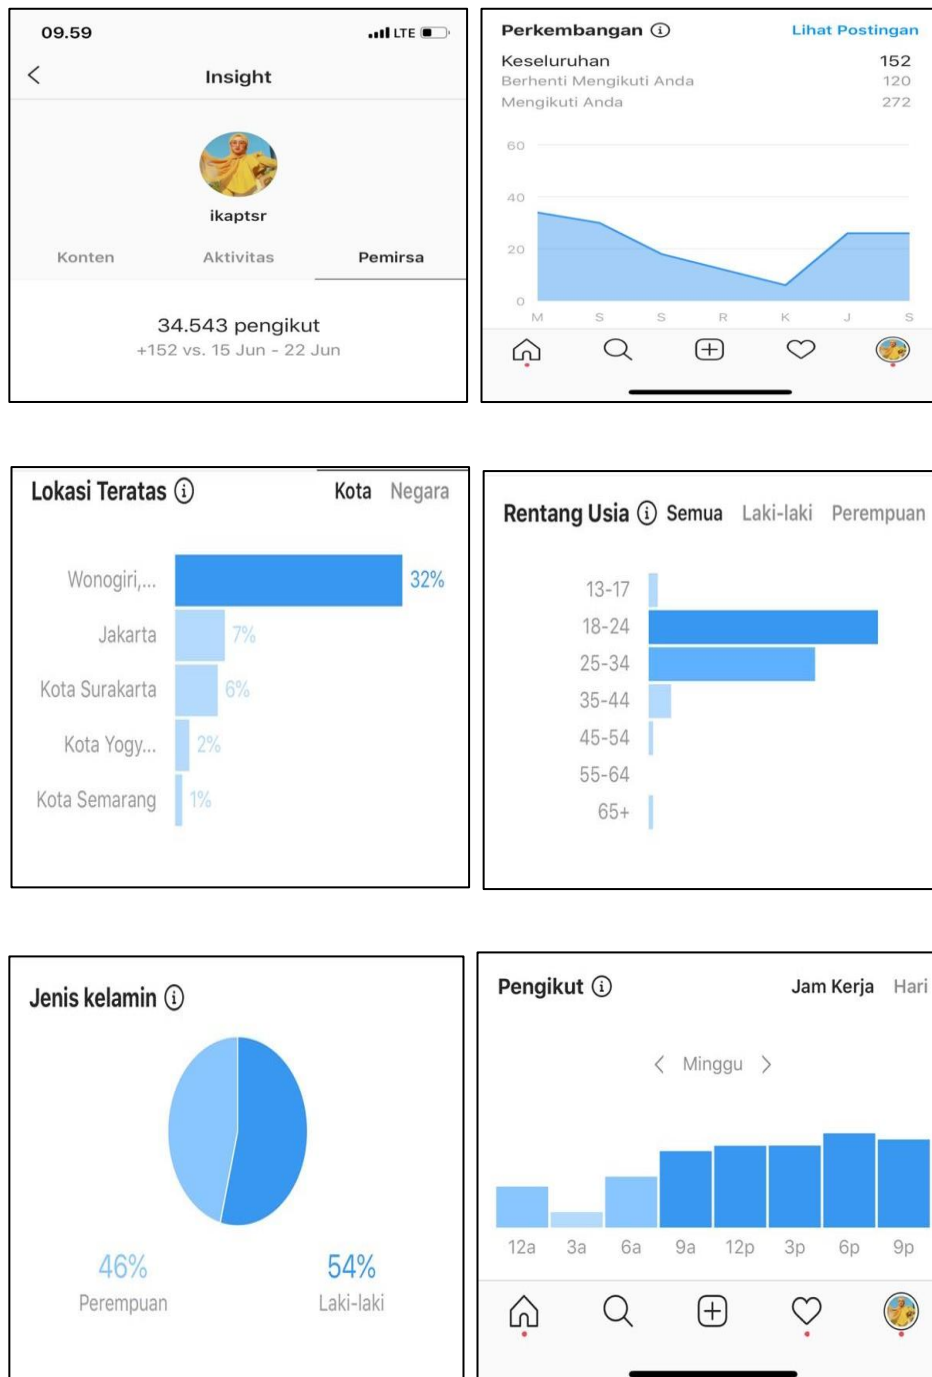 09.59 LTE
Insight
ikaptsr
Konten Aktivitas Pemirsa
34.543 pengikut
+152 vs. 15 Jun - 22 Jun
Perkembangan Lihat Postingan
Keseluruhan 152
Berhenti Mengikuti Anda 120
Mengikuti Anda 272
60
40
20
0
M S S R K J S
Lokasi Teratas Kota Negara
Wonogiri,... 32%
Jakarta 7%
Kota Surakarta 6%
Kota Yogy... 2%
Kota Semarang 1%
Rentang Usia Semua Laki-laki Perempuan
13-17
18-24
25-34
35-44
45-54
55-64
65+
Jenis kelamin
46% 54%
Perempuan Laki-laki
Pengikut Jam Kerja Hari
< Minggu >
12a 3a 6a 9a 12p 3p 6p 9p